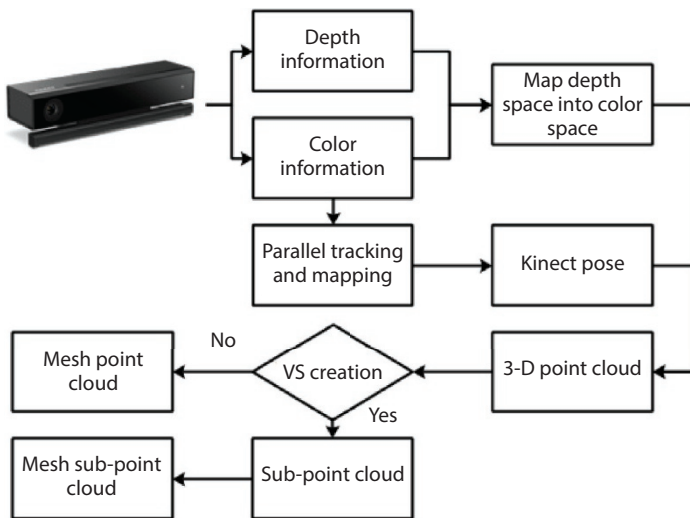 Depth
information
Color
information
Map depth
space into color
space
Parallel tracking
and mapping
Kinect pose
3-D point cloud
VS creation
No
Mesh point
cloud
Yes
Sub-point cloud
Mesh sub-point
cloud